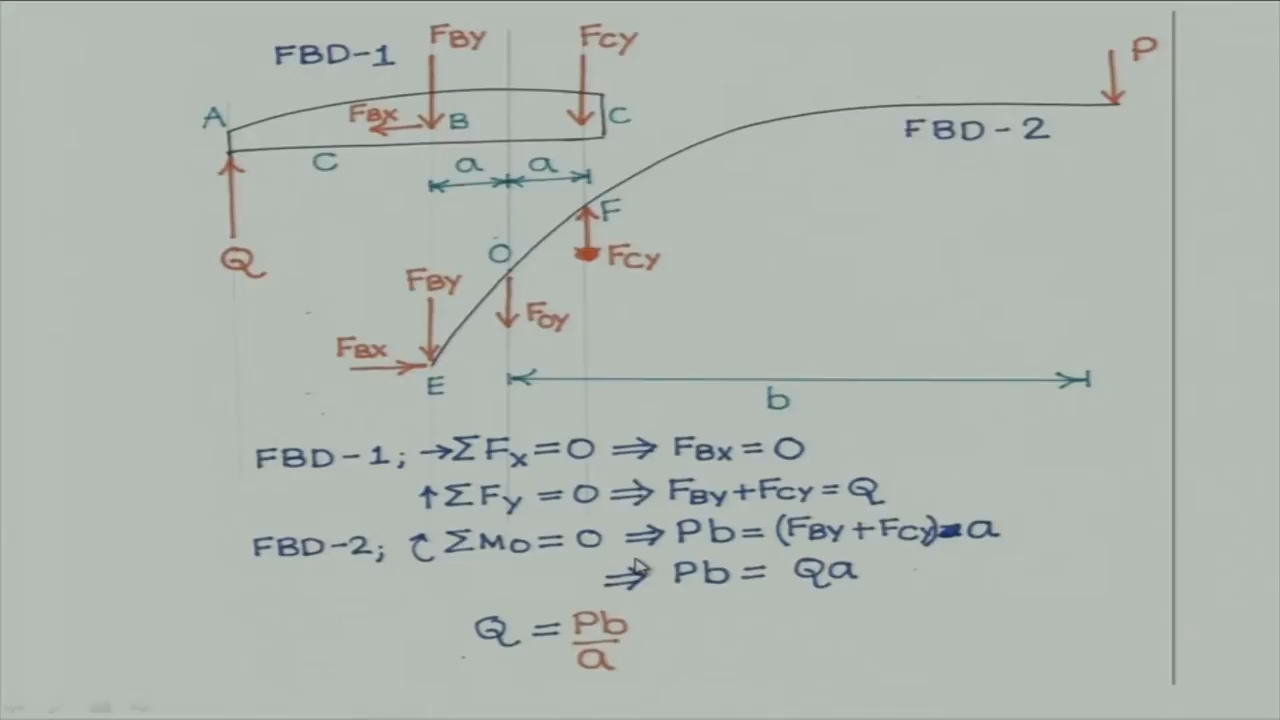 FBD-1
FBY
FCY
P
A
FBX
B
C
FBD-2
C
a
a
F
Q
O
FCY
FBY
FOY
FBX
E
b
FBD-1; →ΣFx=0 ⇒ FBX=0
↑ΣFy=0 ⇒ FBY+FCY=Q
FBD-2; ΣMO=0 ⇒ Pb=(FBY+FCY)a
⇒ Pb= Qa
Q = Pb/a